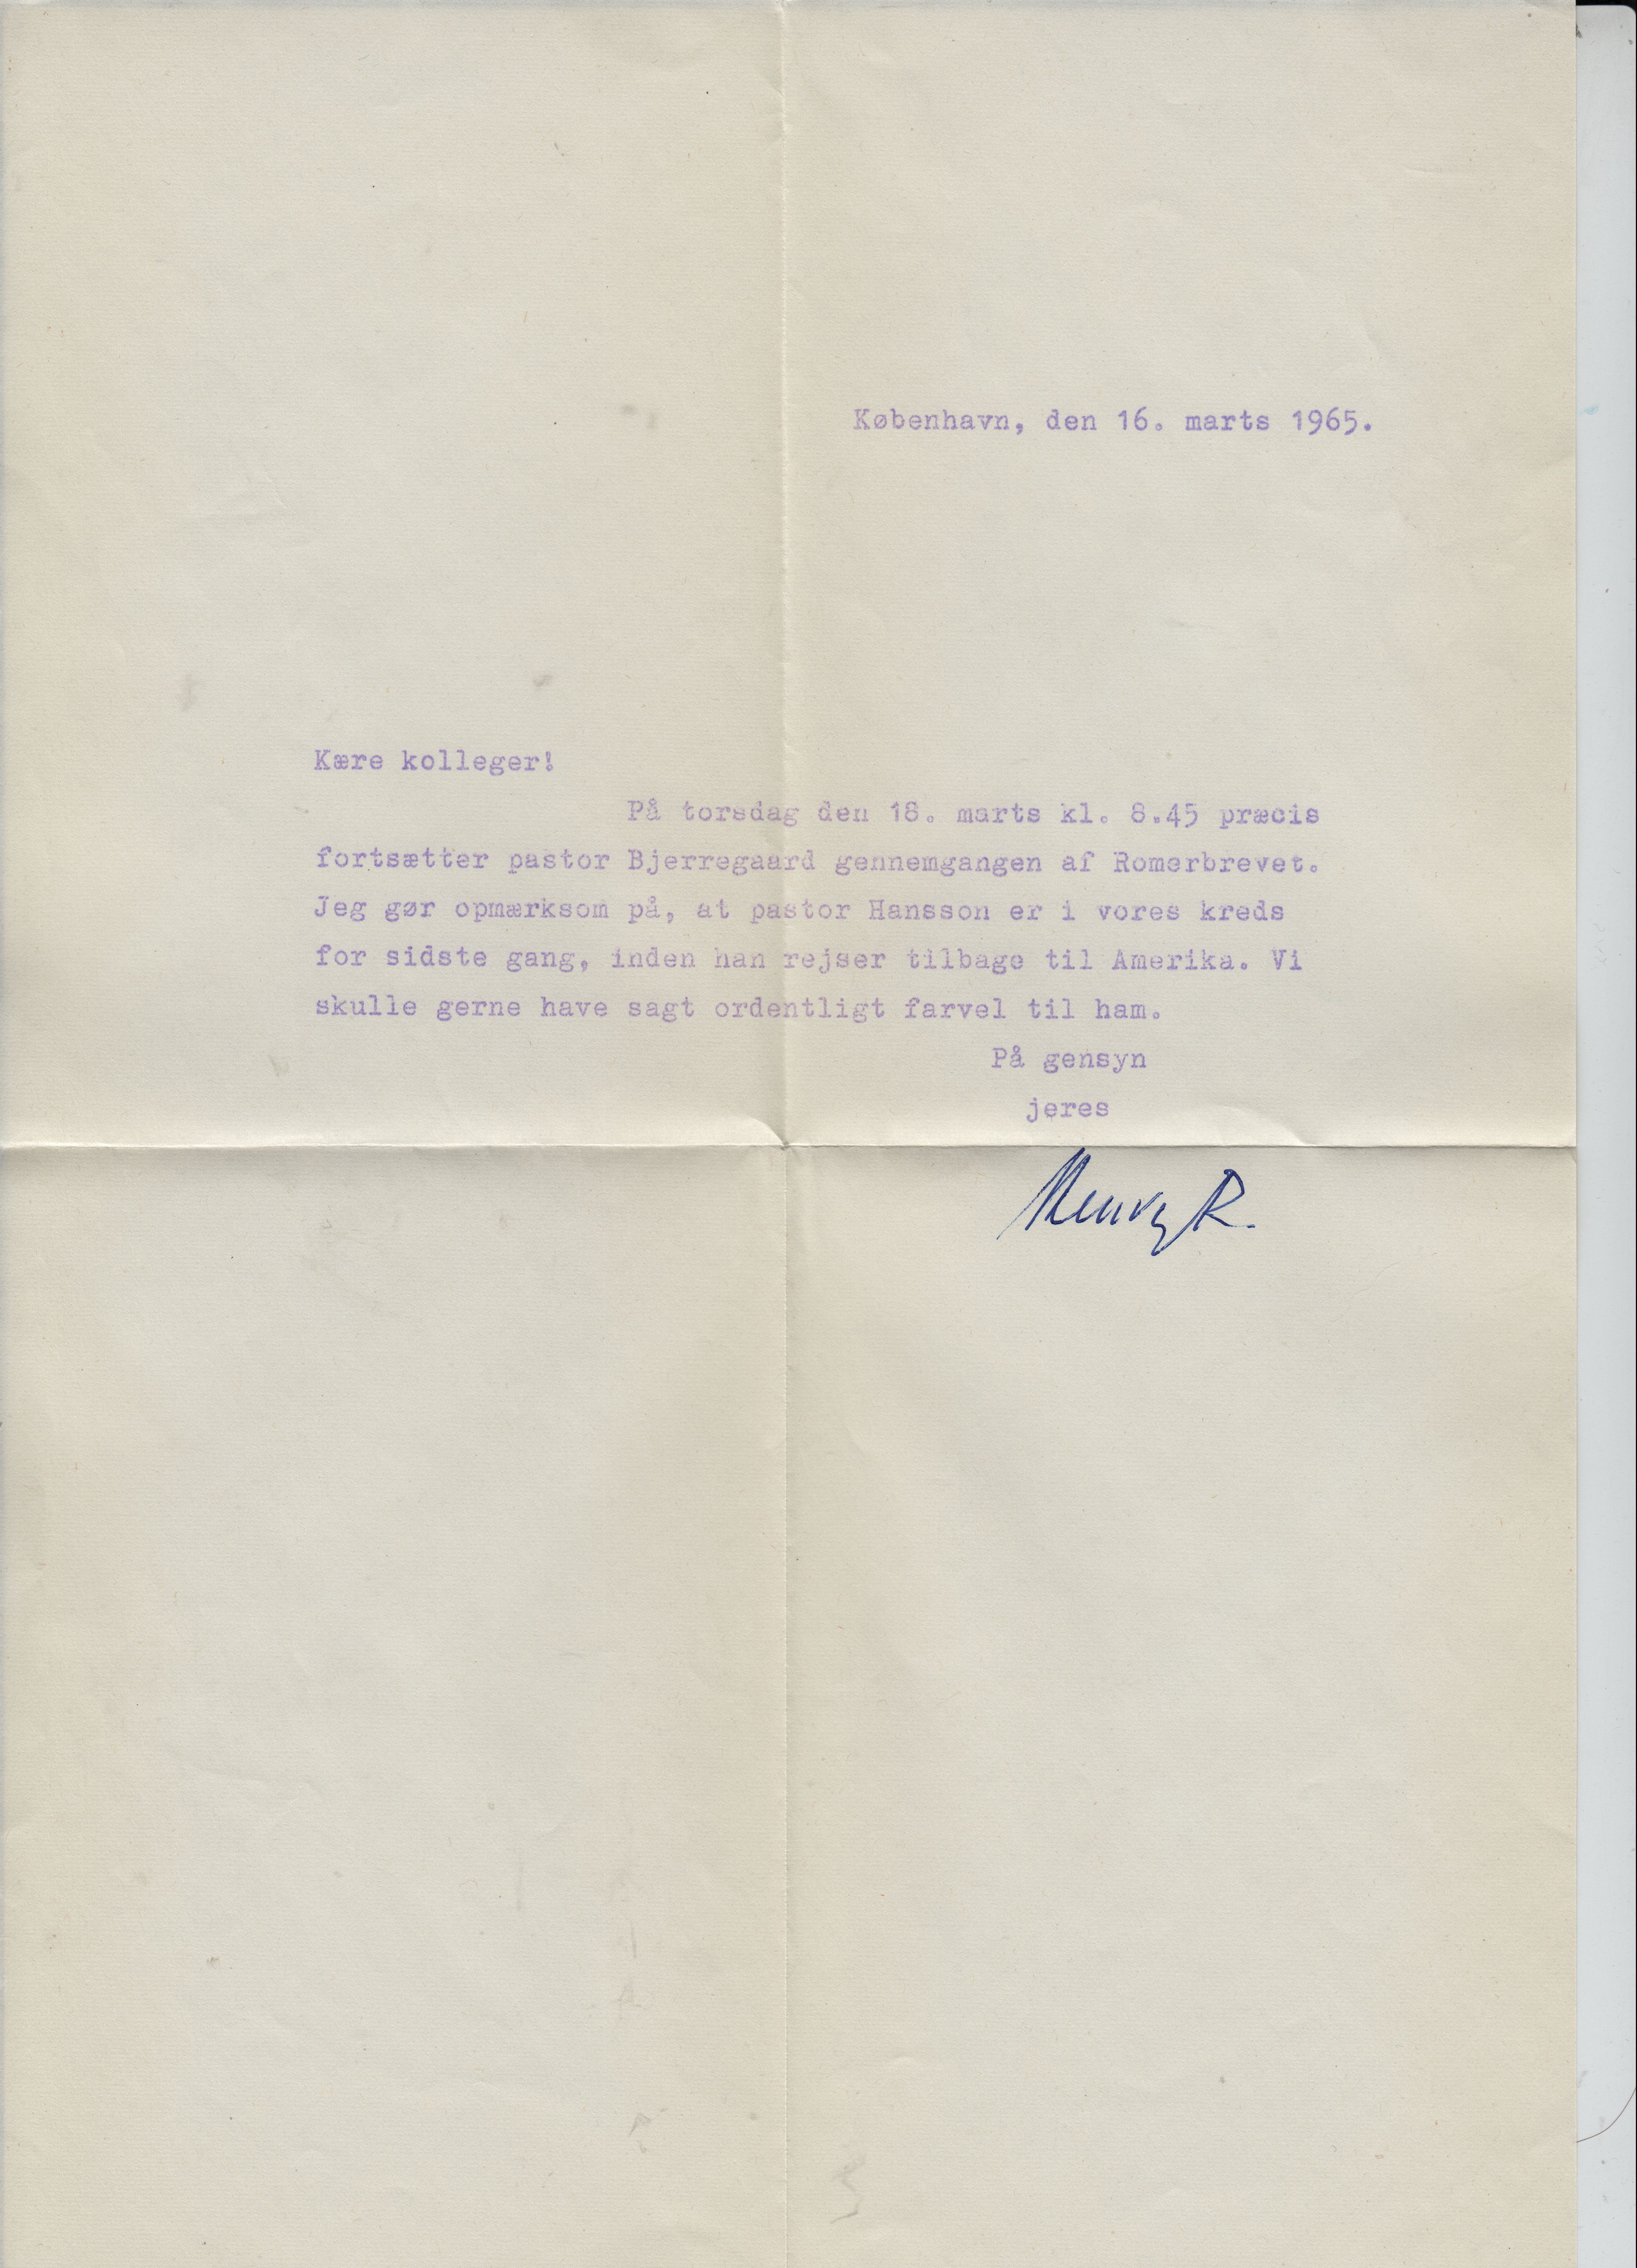 København, den 16. marts 1965.
Kære kolleger!
På torsdag den 18. marts kl. 8.45 præcis
fortsætter pastor Bjerregaard gennemgangen af Romerbrevet.
Jeg gør opmærksom på, at pastor Hansson er i vores kreds
for sidste gang, inden han rejser tilbage til Amerika. Vi
skulle gerne have sagt ordentligt farvel til ham.
På gensyn
jeres
Henry R.